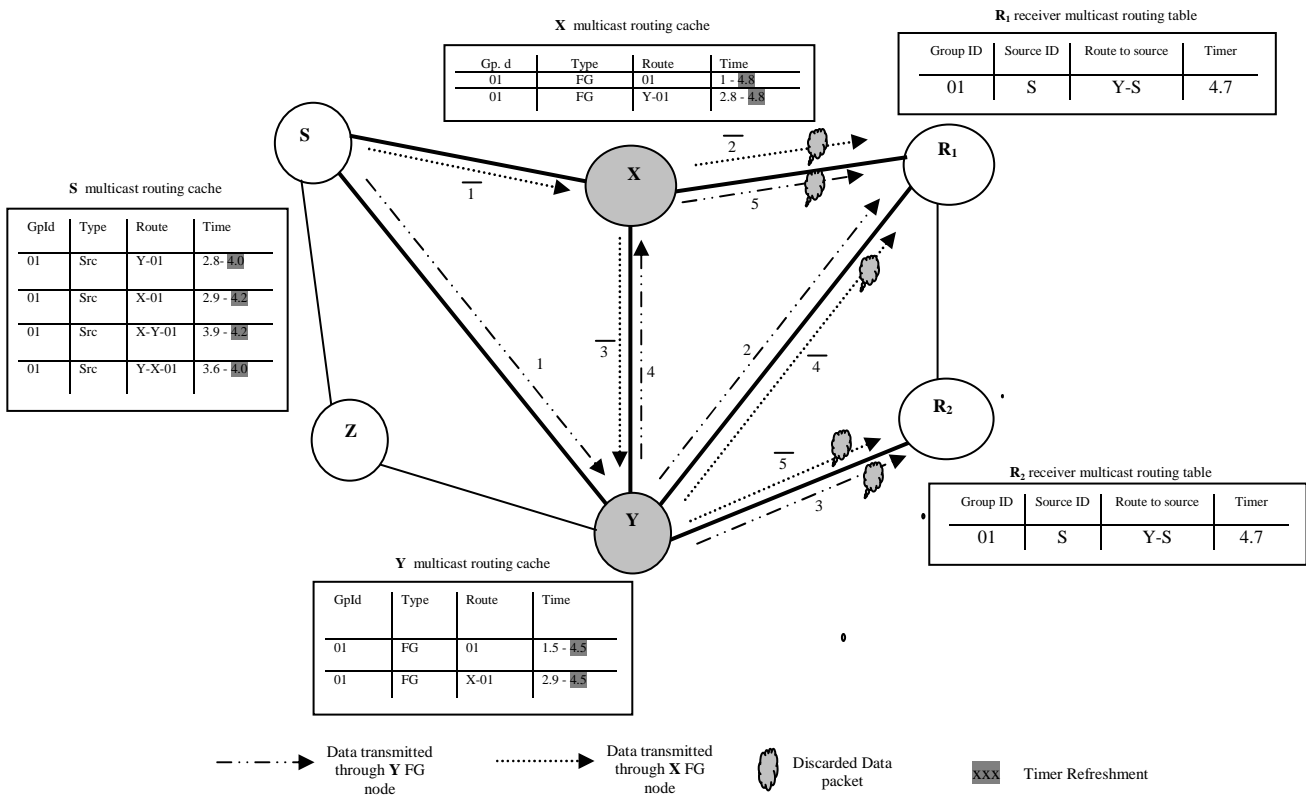 X multicast routing cache
Gp. d Type Route Time
01 FG 01 1 - 4.8
01 FG Y-01 2.8 - 4.8
R1 receiver multicast routing table
Group ID Source ID Route to source Timer
01 S Y-S 4.7
S
X
R1
S multicast routing cache
GpId Type Route Time
01 Src Y-01 2.8- 4.0
01 Src X-01 2.9 - 4.2
01 Src X-Y-01 3.9 - 4.2
01 Src Y-X-01 3.6 - 4.0
1
2
5
1
3
4
2
4
5
3
Z
Y
R2
R2 receiver multicast routing table
Group ID Source ID Route to source Timer
01 S Y-S 4.7
Y multicast routing cache
GpId Type Route Time
01 FG 01 1.5 - 4.5
01 FG X-01 2.9 - 4.5
Data transmitted
through Y FG
node
Data transmitted
through X FG
node
Discarded Data
packet
xxx Timer Refreshment